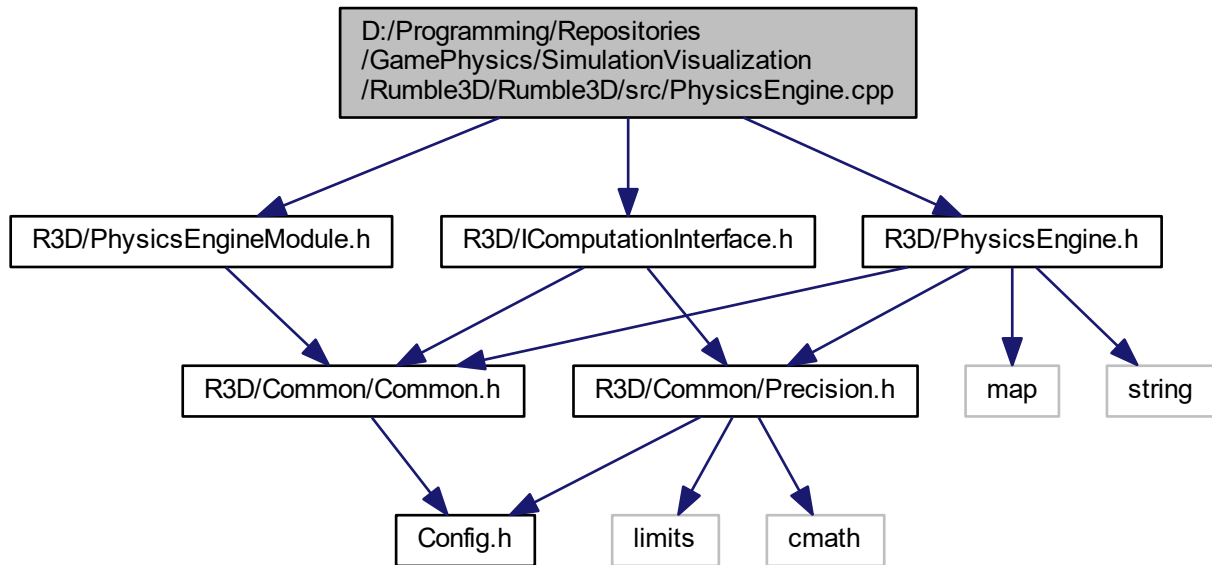 D:/Programming/Repositories
/GamePhysics/SimulationVisualization
/Rumble3D/Rumble3D/src/PhysicsEngine.cpp
R3D/PhysicsEngineModule.h
R3D/IComputationInterface.h
R3D/PhysicsEngine.h
R3D/Common/Common.h
R3D/Common/Precision.h
map
string
Config.h
limits
cmath